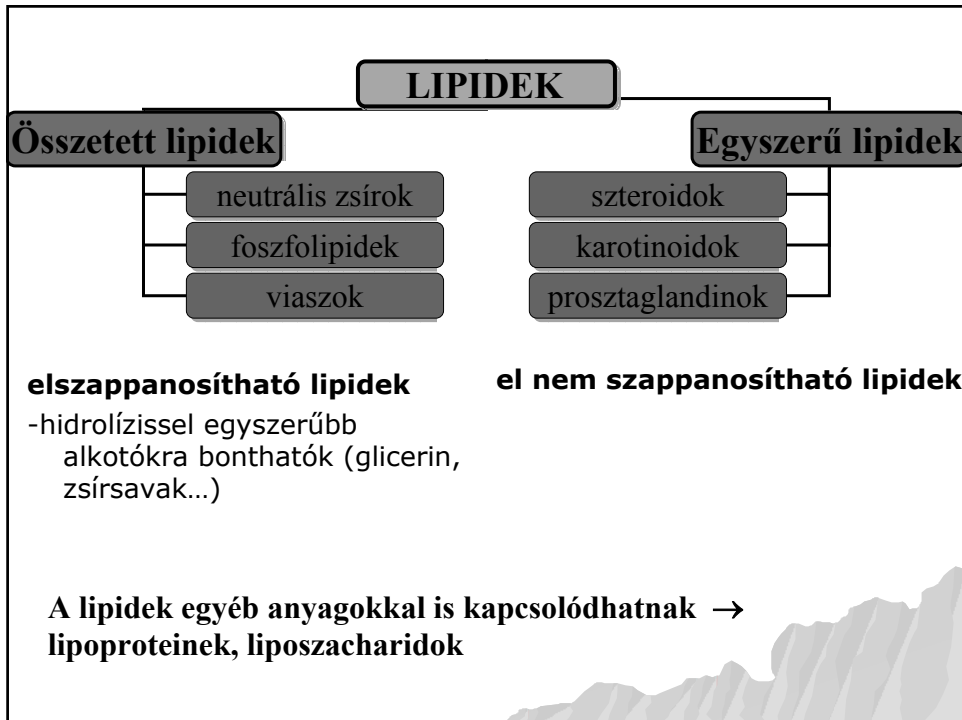 LIPIDEK
Összetett lipidek
Egyszerű lipidek
neutrális zsírok
foszfolipidek
viaszok
szteroidok
karotinoidok
prosztaglandinok
elszappanosítható lipidek
-hidrolízissel egyszerűbb
alkotókra bonthatók (glicerin,
zsírsavak…)
el nem szappanosítható lipidek
A lipidek egyéb anyagokkal is kapcsolódhatnak →
lipoproteinek, liposzacharidok